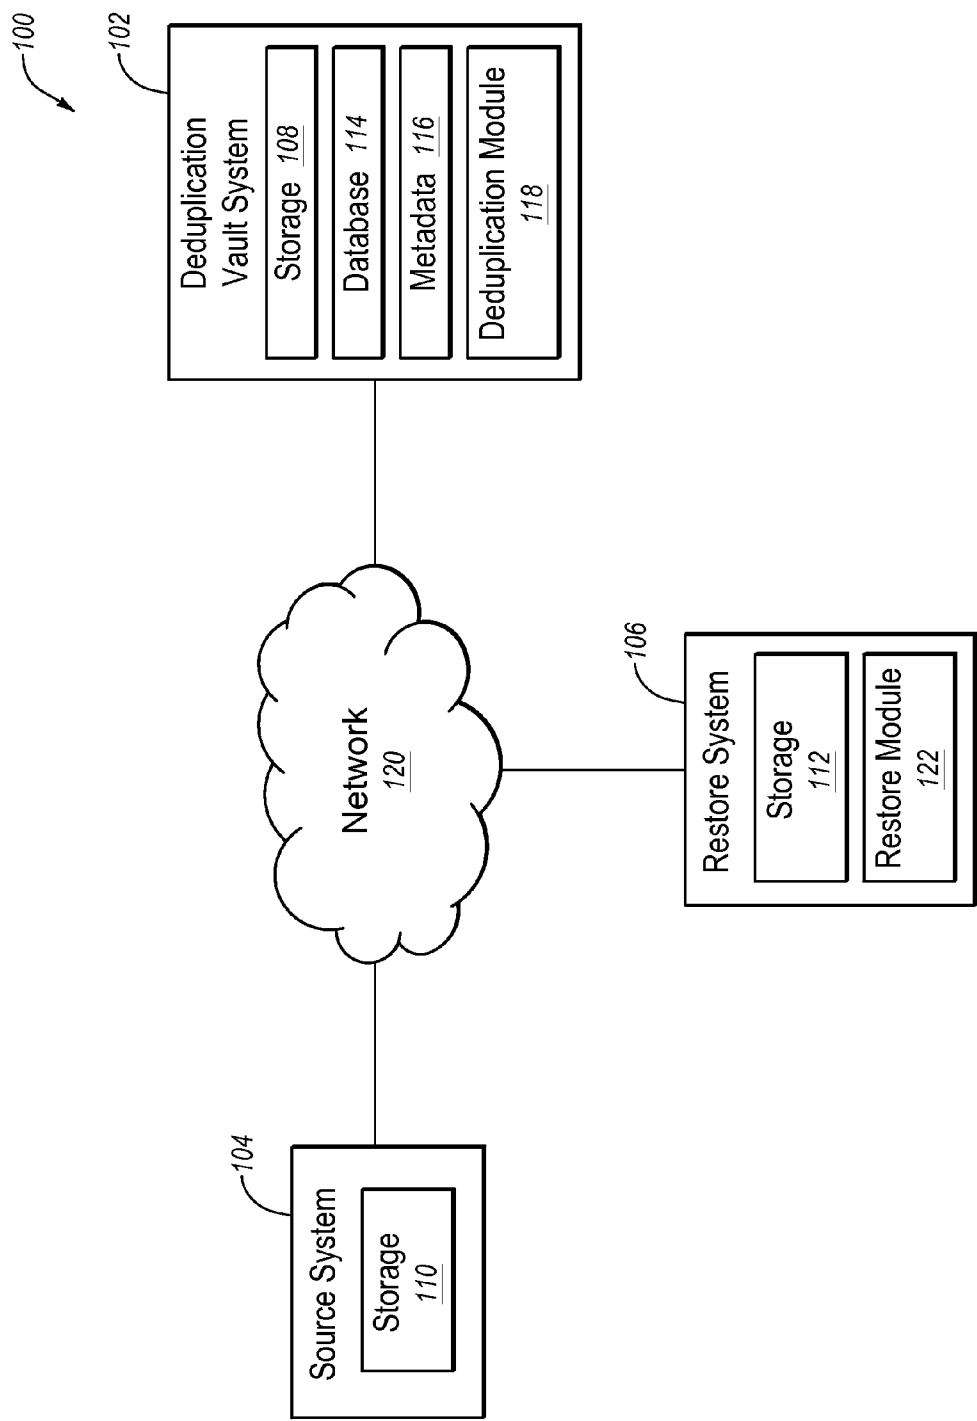 100
102
Deduplication
Vault System
Storage 108
Database 114
Metadata 116
Deduplication Module
118
Network
120
104
Source System
Storage
110
106
Restore System
Storage
112
Restore Module
122